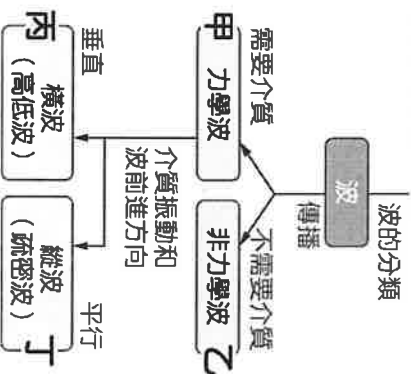 波的分類
波
傳播
需要介質
不需要介質
甲 力學波
非力學波 乙
介質振動和
波前進方向
垂直
平行
丙 橫波
（高低波）
縱波 丁
（疏密波）